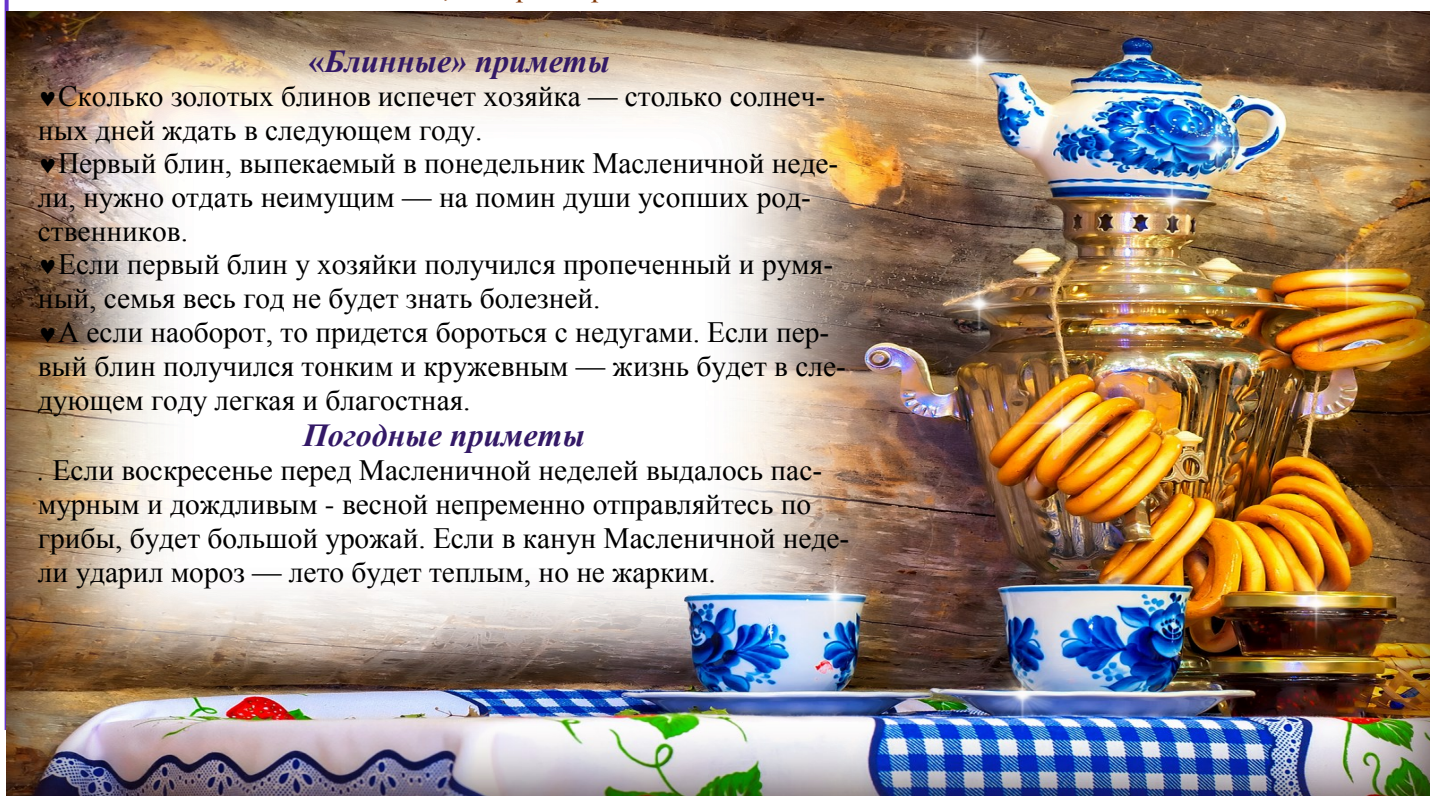 «Блинные» приметы
♥Сколько золотых блинов испечет хозяйка — столько солнеч-
ных дней ждать в следующем году.
♥Первый блин, выпекаемый в понедельник Масленичной неде-
ли, нужно отдать неимущим — на помин души усопших род-
ственников.
♥Если первый блин у хозяйки получился пропеченный и румя-
ный, семья весь год не будет знать болезней.
♥А если наоборот, то придется бороться с недугами. Если пер-
вый блин получился тонким и кружевным — жизнь будет в сле-
дующем году легкая и благостная.
Погодные приметы
. Если воскресенье перед Масленичной неделей выдалось пас-
мурным и дождливым - весной непременно отправляйтесь по
грибы, будет большой урожай. Если в канун Масленичной неде-
ли ударил мороз — лето будет теплым, но не жарким.